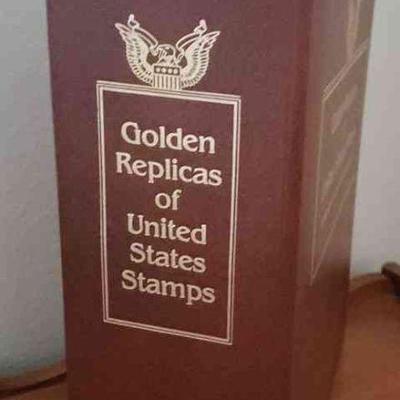 Golden
Replicas
of
United
States
Stamps